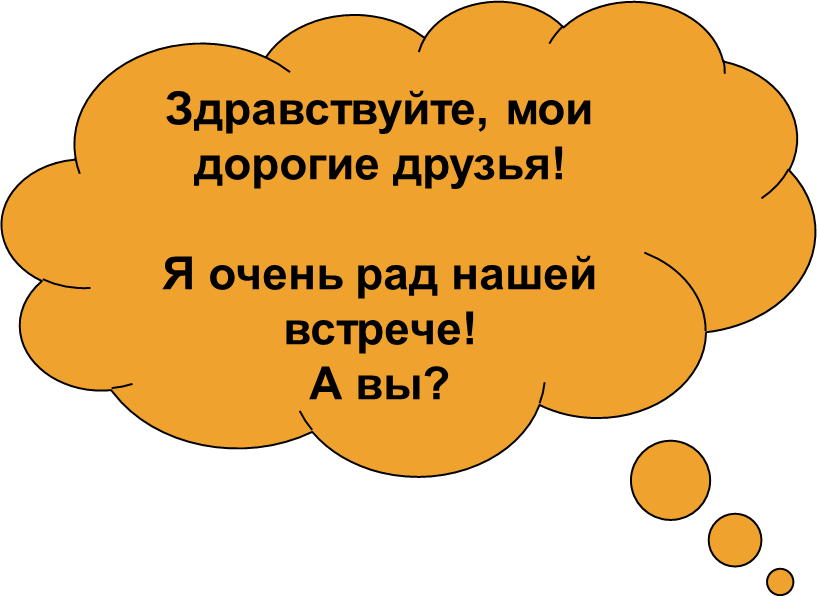 Здравствуйте, мои
дорогие друзья!
Я очень рад нашей
встрече!
А вы?